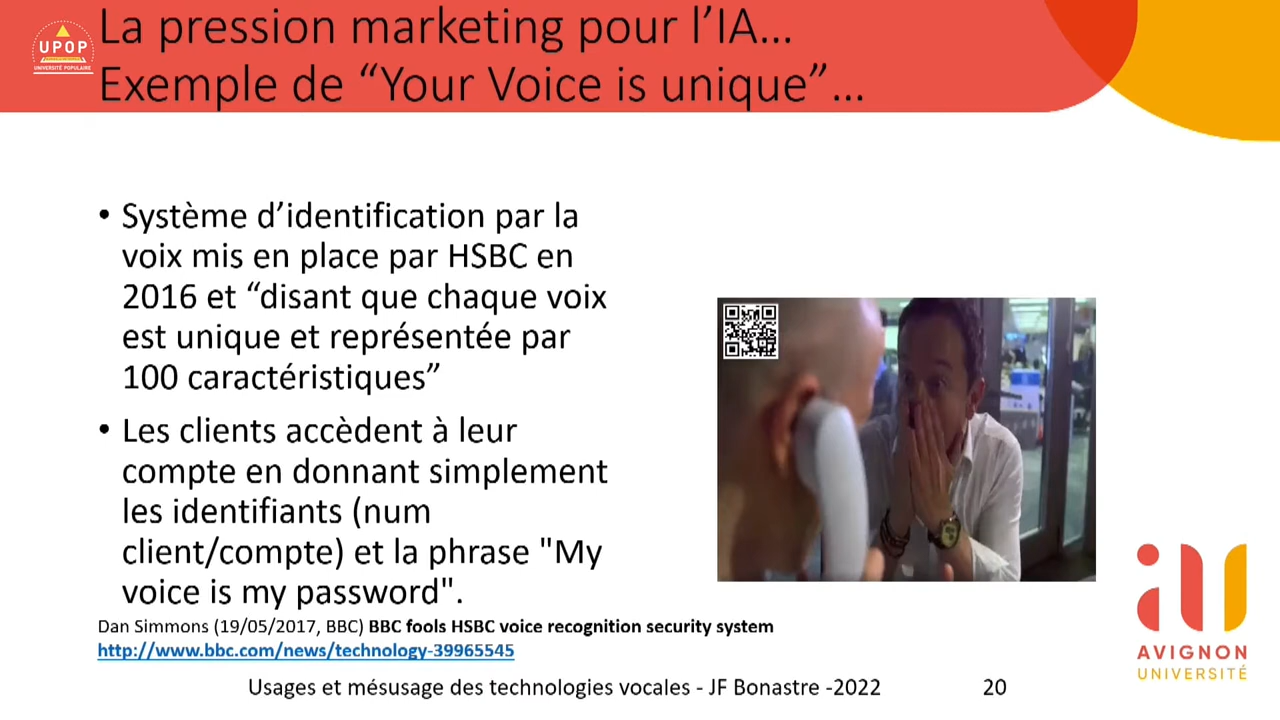 La pression marketing pour l’IA…
Exemple de “Your Voice is unique”…
UPOP
UNIVERSITÉ POPULAIRE
• Système d’identification par la
voix mis en place par HSBC en
2016 et “disant que chaque voix
est unique et représentée par
100 caractéristiques”
• Les clients accèdent à leur
compte en donnant simplement
les identifiants (num
client/compte) et la phrase "My
voice is my password".
Dan Simmons (19/05/2017, BBC) BBC fools HSBC voice recognition security system
http://www.bbc.com/news/technology-39965545
AVIGNON
UNIVERSITÉ
Usages et mésusage des technologies vocales - JF Bonastre -2022
20